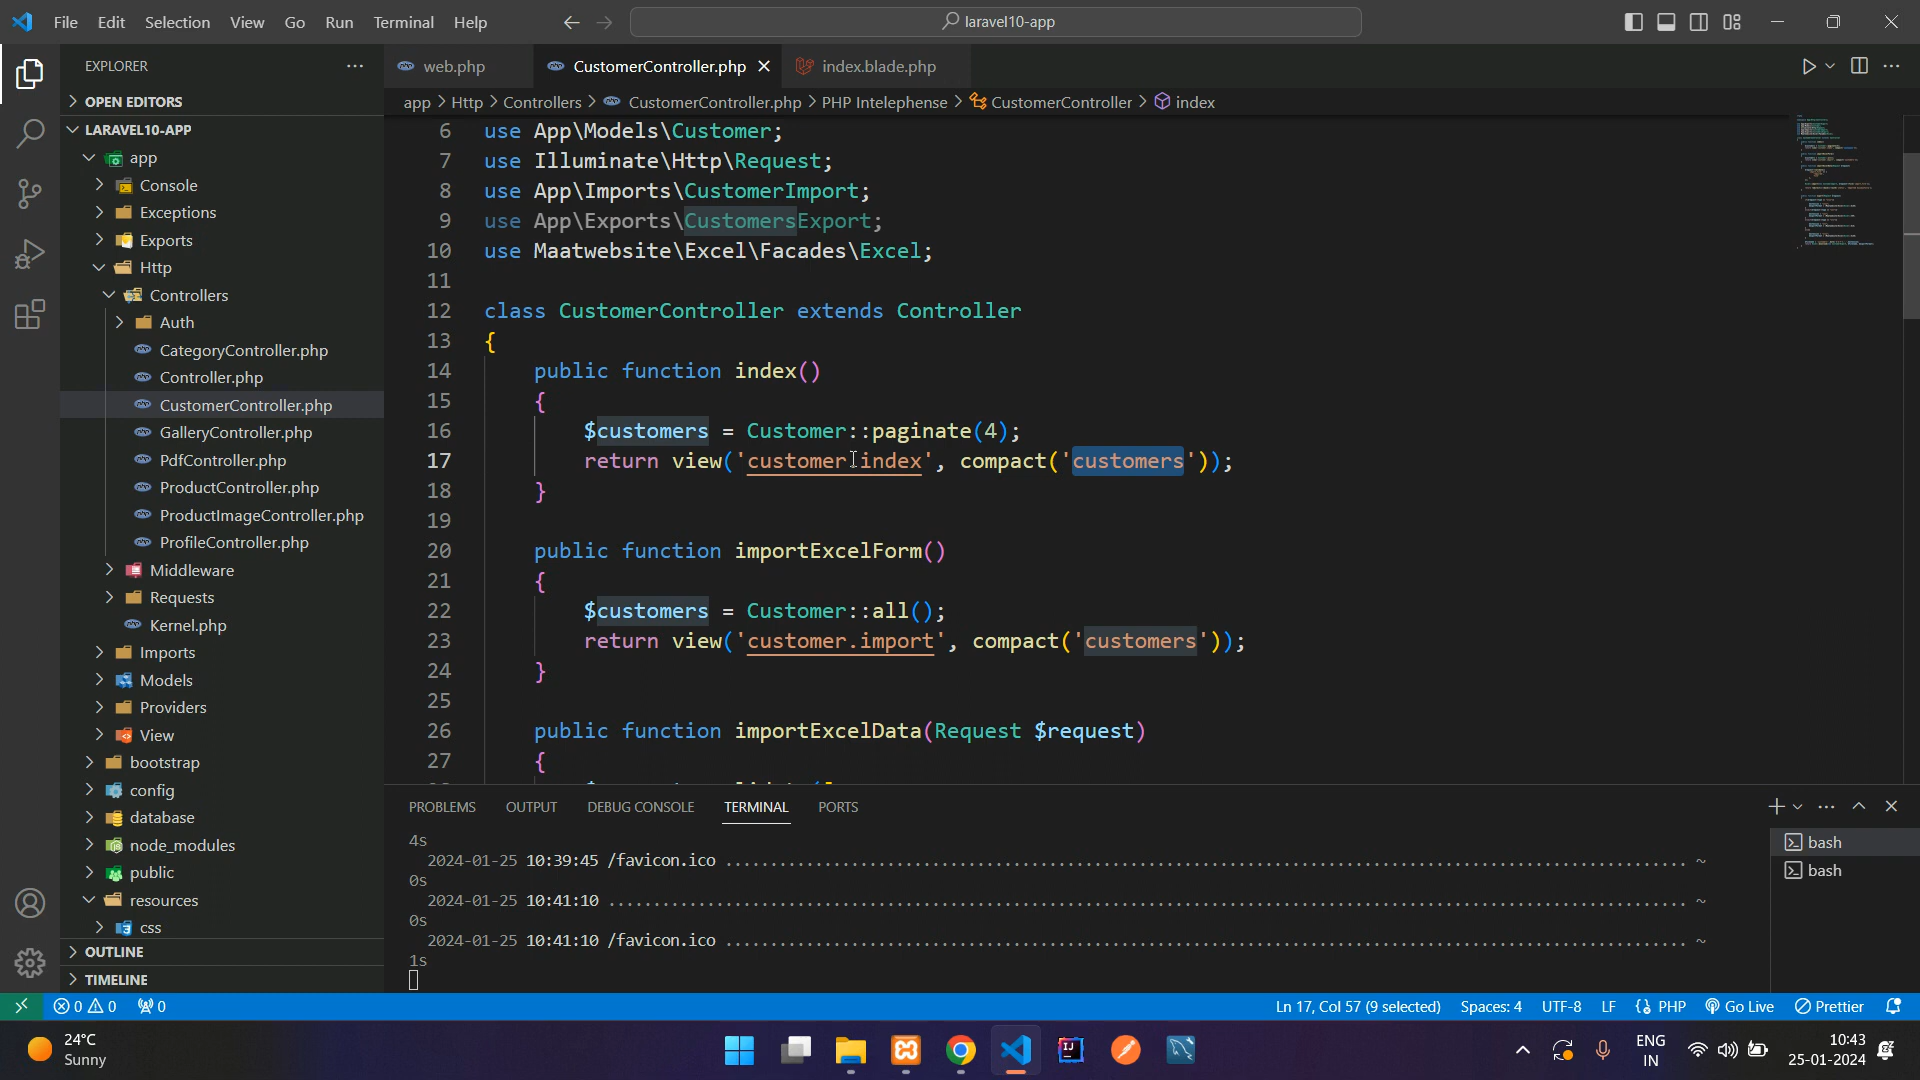 File Edit Selection View Go Run Terminal Help
laravel10-app
EXPLORER
OPEN EDITORS
LARAVEL10-APP
app
Console
Exceptions
Exports
Http
Controllers
Auth
CategoryController.php
Controller.php
CustomerController.php
GalleryController.php
PdfController.php
ProductController.php
ProductImageController.php
ProfileController.php
Middleware
Requests
Kernel.php
Imports
Models
Providers
View
bootstrap
config
database
node_modules
public
resources
css
OUTLINE
TIMELINE
web.php CustomerController.php index.blade.php
app > Http > Controllers > CustomerController.php > PHP Intelephense > CustomerController > index
6 use App\Models\Customer;
7 use Illuminate\Http\Request;
8 use App\Imports\CustomerImport;
9 use App\Exports\CustomersExport;
10 use Maatwebsite\Excel\Facades\Excel;
11
12 class CustomerController extends Controller
13 {
14 public function index()
15 {
16 $customers = Customer::paginate(4);
17 return view('customer.index', compact('customers'));
18 }
19
20 public function importExcelForm()
21 {
22 $customers = Customer::all();
23 return view('customer.import', compact('customers'));
24 }
25
26 public function importExcelData(Request $request)
27 {
PROBLEMS OUTPUT DEBUG CONSOLE TERMINAL PORTS
4s
2024-01-25 10:39:45 /favicon.ico ........................................ ~
0s
2024-01-25 10:41:10 ........................................ ~
0s
2024-01-25 10:41:10 /favicon.ico ........................................ ~
1s
bash
bash
0 0 0 Ln 17, Col 57 (9 selected) Spaces: 4 UTF-8 LF PHP Go Live Prettier
24°C
Sunny
ENG
IN
10:43
25-01-2024